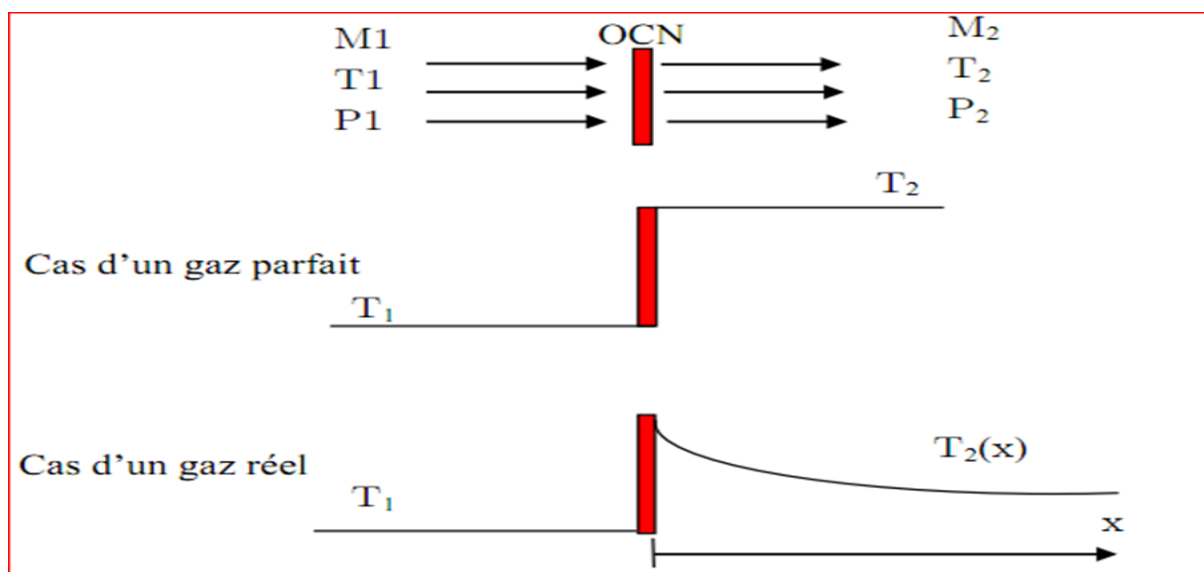 M1 OCN M₂
T1 T₂
P1 P₂
T₂
Cas d'un gaz parfait
T₁
Cas d'un gaz réel
T₂(x)
T₁
x